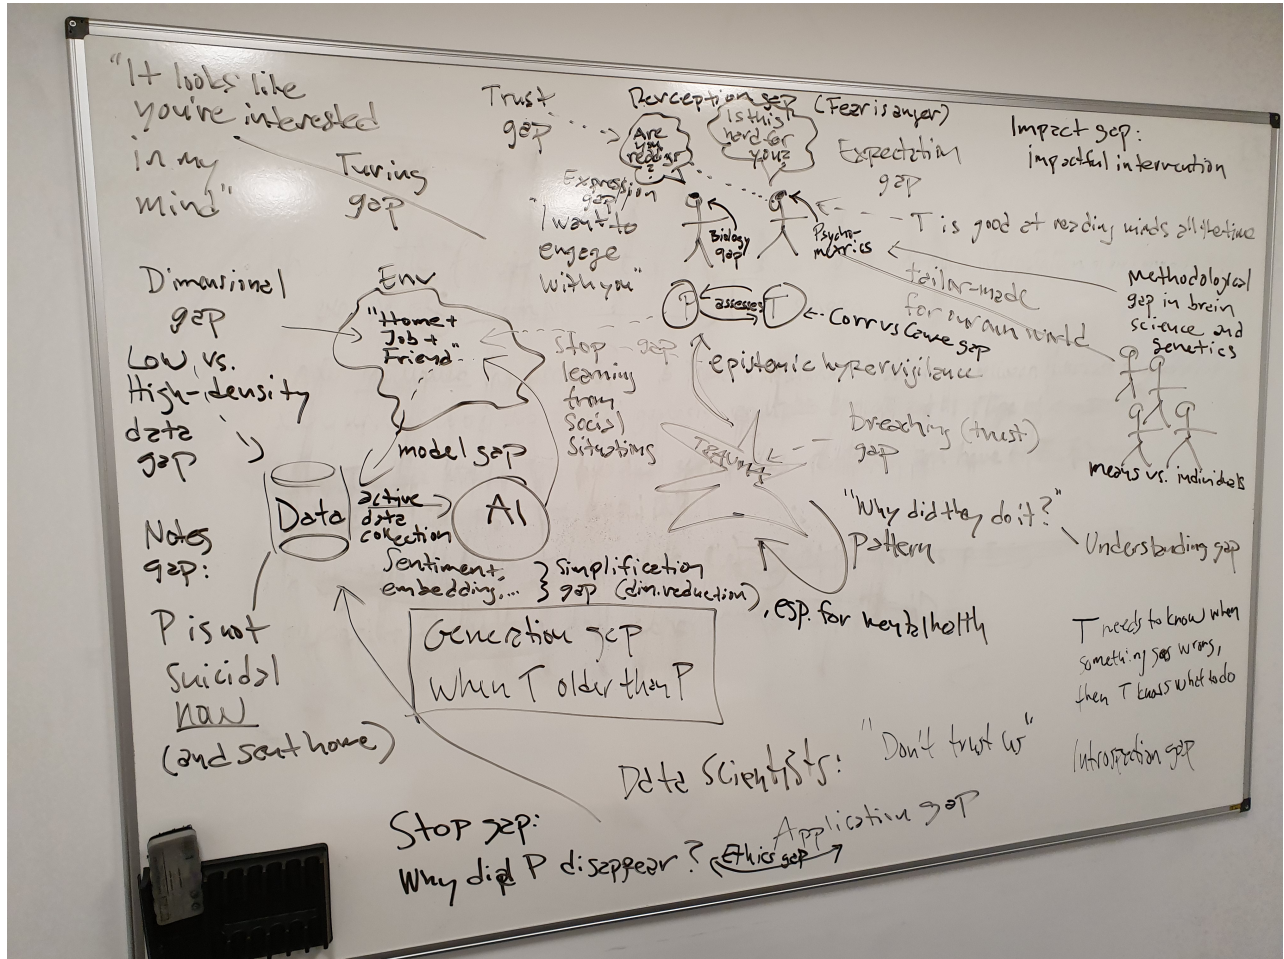 "It looks like
you're interested
in my
mind"
Turing
gap
Trust
gap
Perception gap (Fear is anger)
Are
you
ready?
Is this
hard for
you?
Expectation
gap
Impact gap:
impactful intervention
Expression
gap
"I want to
engage
with you"
Biology
gap
Psycho-
metrics
T is good at reading minds all the time
Methodological
gap in brain
science and
genetics
tailor-made
for our own world
means vs. individuals
Dimensional
gap
Env
"Home +
Job +
Friend"
P
assesses
T
Corr vs Cause gap
epistemic hypervigilance
Stop - gap
learning
from
social
situations
Low vs.
High-density
data
gap
model gap
Data
active
data
collection
AI
Sentiment,
embedding, ...
simplification
gap (dim. reduction)
breaching (trust)
gap
"Why did they do it?"
pattern
Understanding gap
, esp. for mental health
Notes
gap:
P is not
suicidal
now
(and sent home)
Generation gap
when T older than P
T needs to know when
something goes wrong,
then T knows what to do
Introspection gap
Data scientists:
"Don't trust us"
Application gap
Stop gap:
Why did P disappear?
Ethics gap